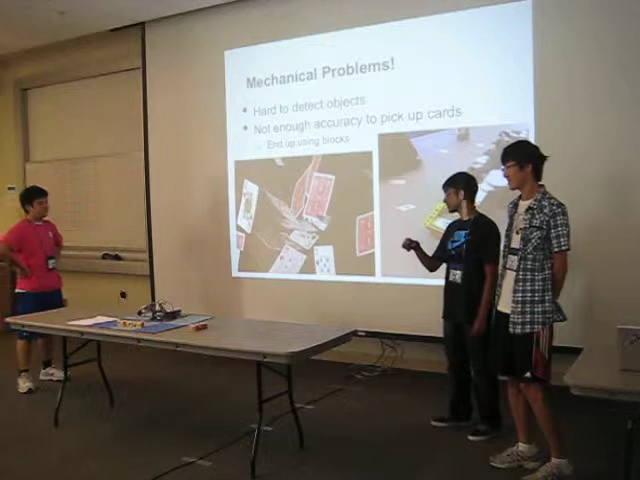 Mechanical Problems!
Hard to detect objects
Not enough accuracy to pick up cards
End up using blocks